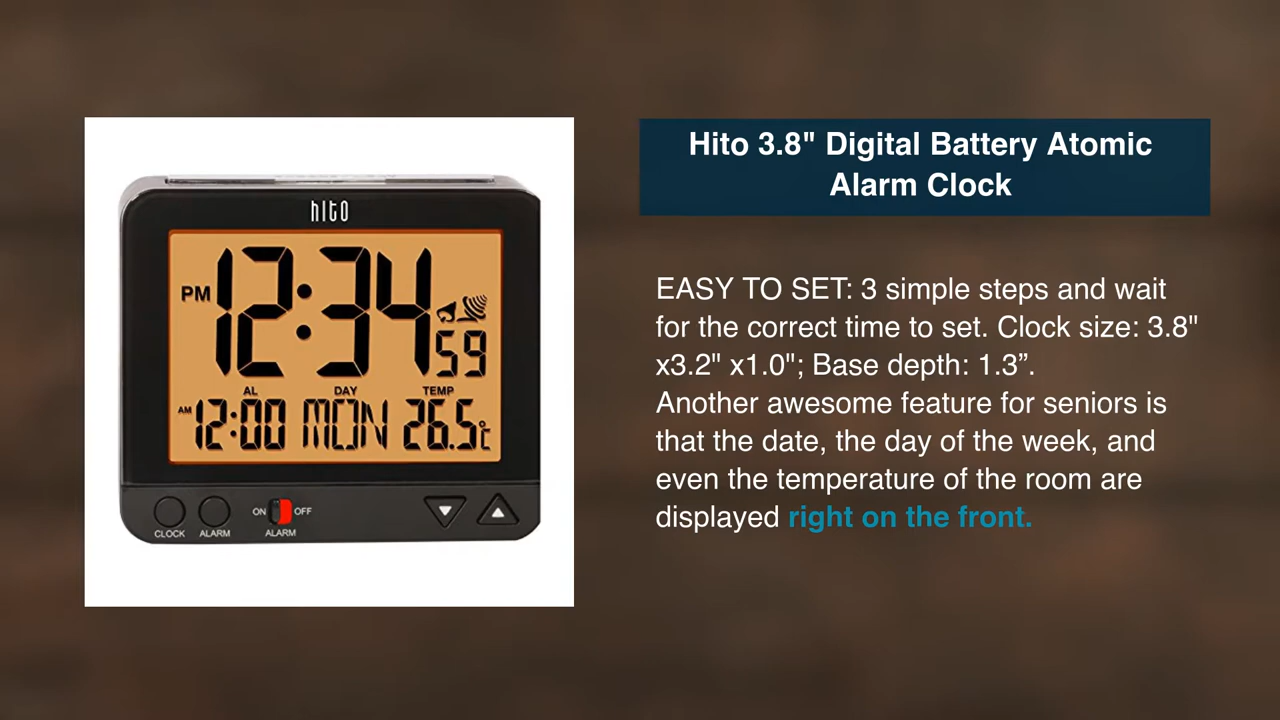 hito
PM 12:34 59
AL DAY TEMP
AM 12:00 MON 26.5°c
ON OFF
CLOCK ALARM ALARM
Hito 3.8" Digital Battery Atomic
Alarm Clock
EASY TO SET: 3 simple steps and wait
for the correct time to set. Clock size: 3.8"
x3.2" x1.0"; Base depth: 1.3”.
Another awesome feature for seniors is
that the date, the day of the week, and
even the temperature of the room are
displayed right on the front.